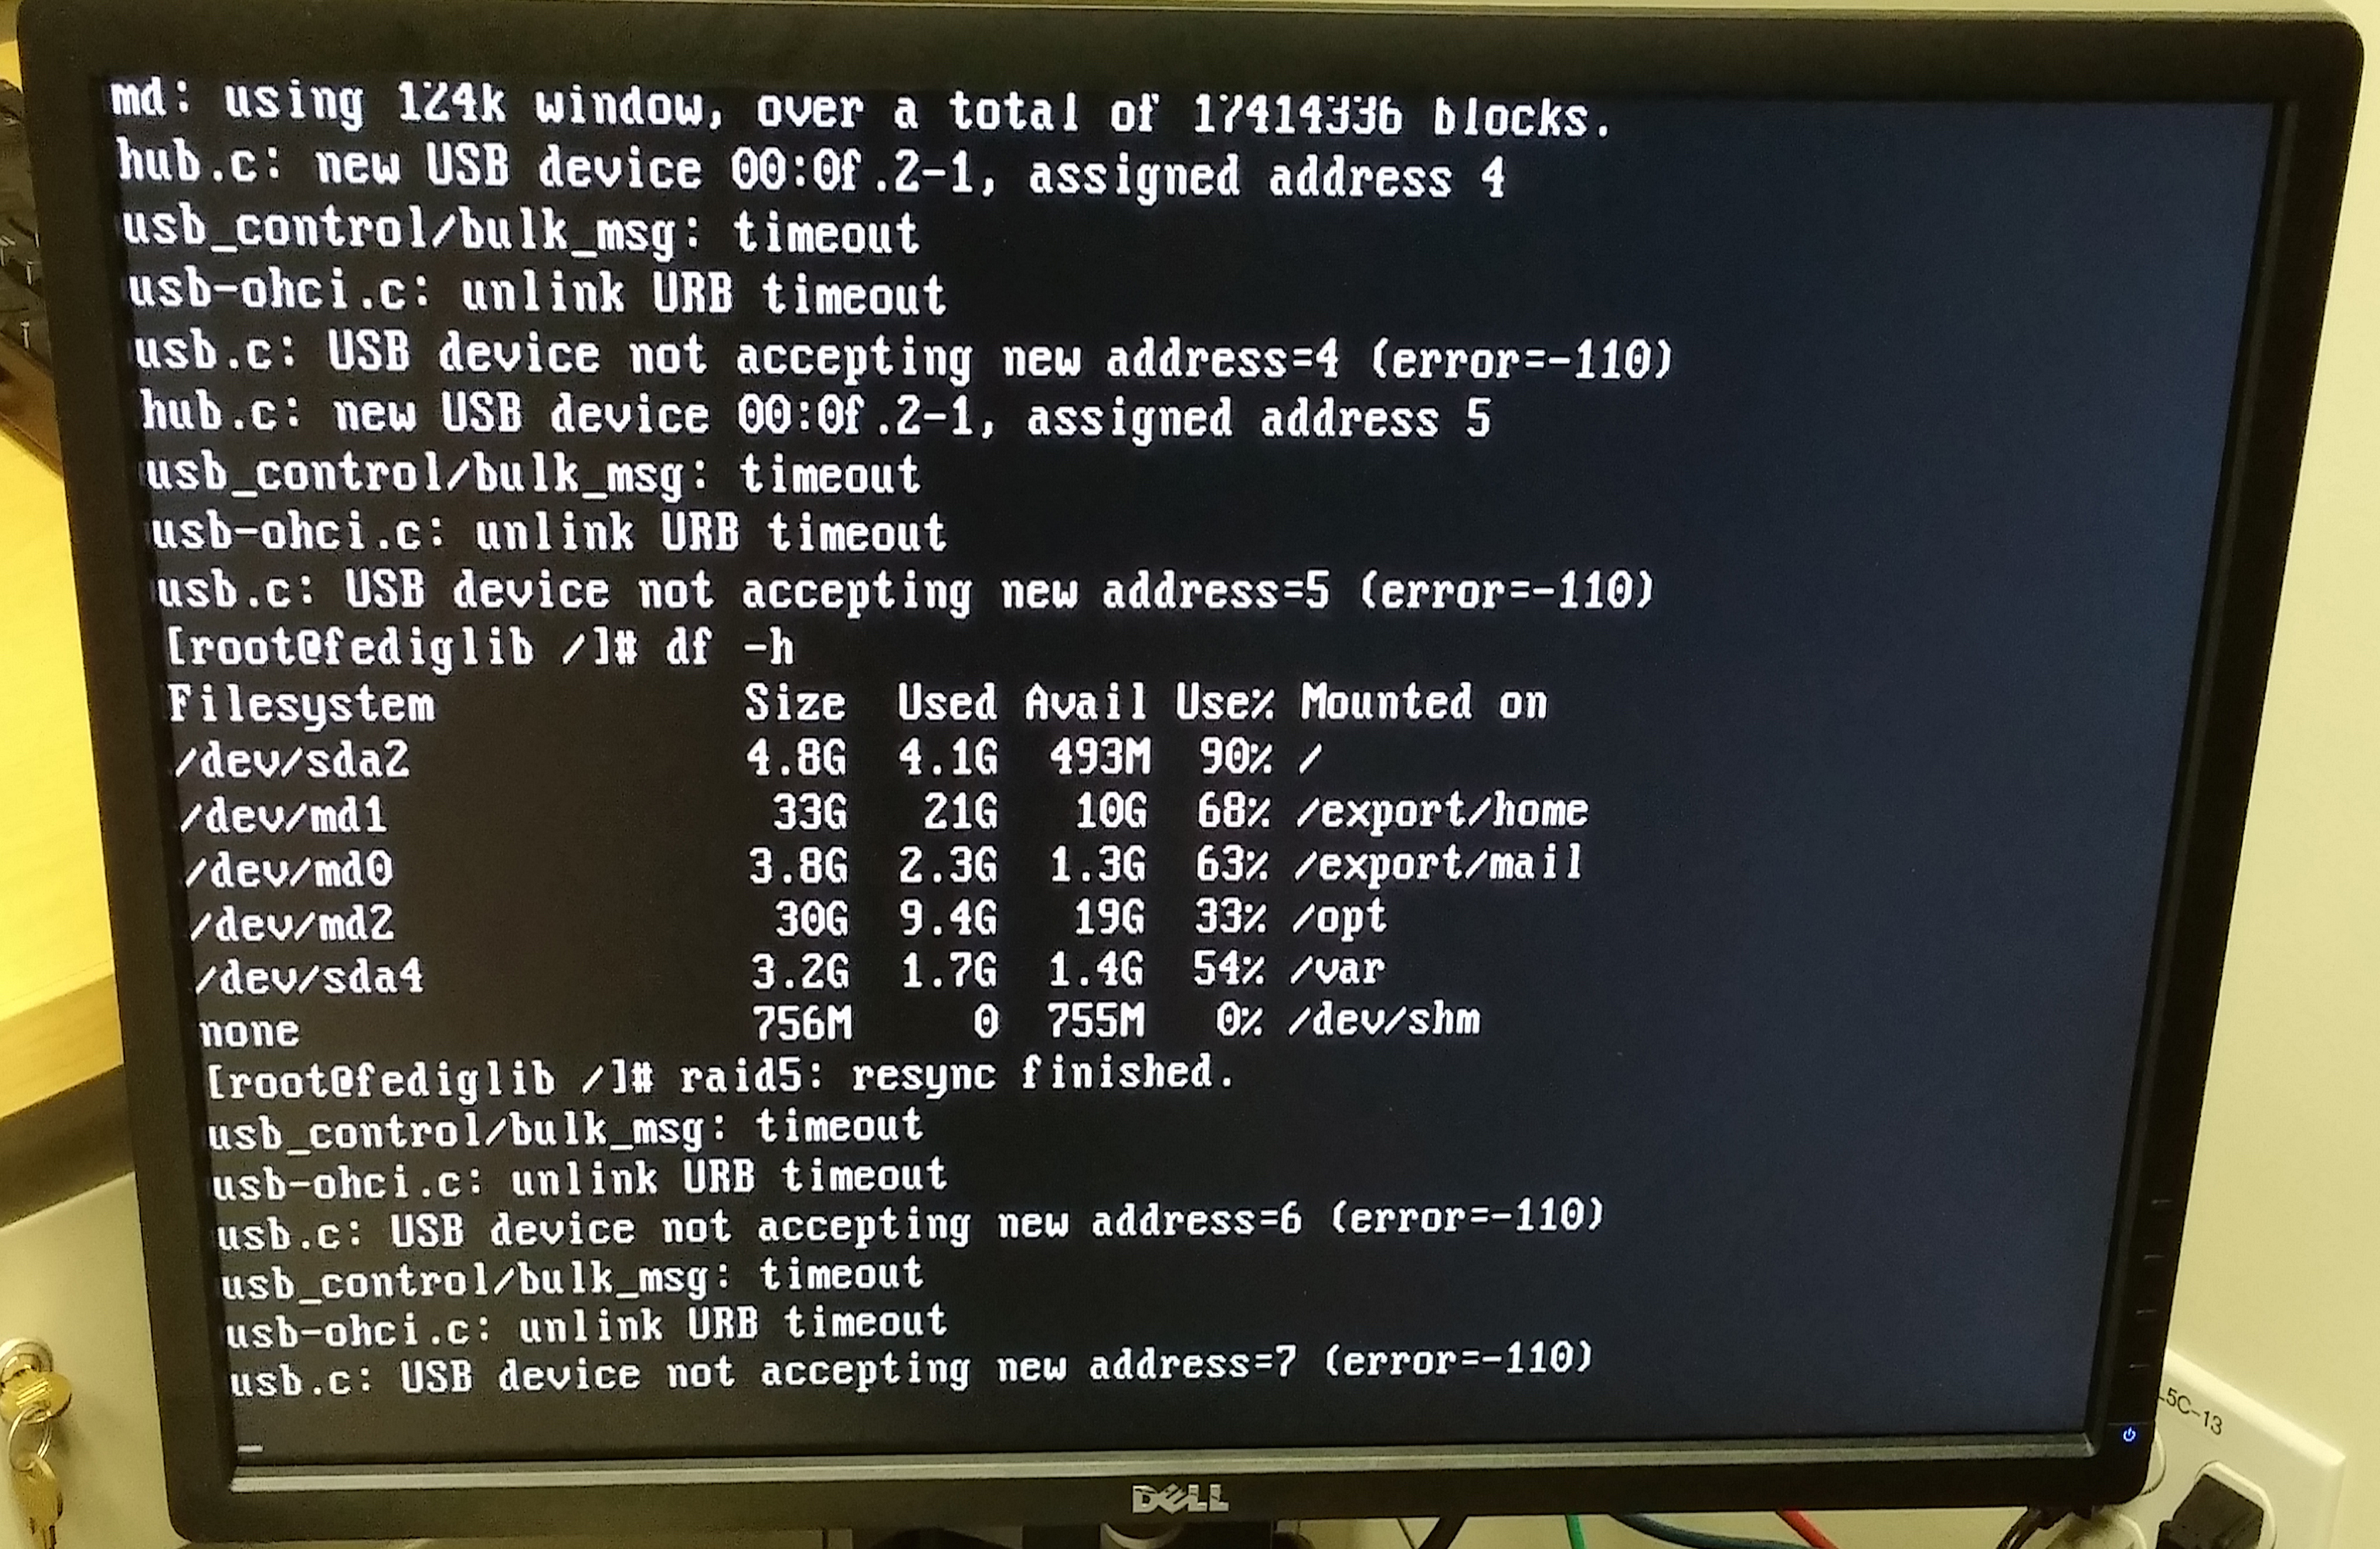 md: using 124k window, over a total of 17414336 blocks.
hub.c: new USB device 00:0f.2-1, assigned address 4
usb_control/bulk_msg: timeout
usb-ohci.c: unlink URB timeout
usb.c: USB device not accepting new address=4 (error=-110)
hub.c: new USB device 00:0f.2-1, assigned address 5
usb_control/bulk_msg: timeout
usb-ohci.c: unlink URB timeout
usb.c: USB device not accepting new address=5 (error=-110)
[root@fediglib /]# df -h
Filesystem Size Used Avail Use% Mounted on
/dev/sda2 4.8G 4.1G 493M 90% /
/dev/md1 33G 21G 10G 68% /export/home
/dev/md0 3.8G 2.3G 1.3G 63% /export/mail
/dev/md2 30G 9.4G 19G 33% /opt
/dev/sda4 3.2G 1.7G 1.4G 54% /var
none 756M 0 755M 0% /dev/shm
[root@fediglib /]# raid5: resync finished.
usb_control/bulk_msg: timeout
usb-ohci.c: unlink URB timeout
usb.c: USB device not accepting new address=6 (error=-110)
usb_control/bulk_msg: timeout
usb-ohci.c: unlink URB timeout
usb.c: USB device not accepting new address=7 (error=-110)
_
DELL